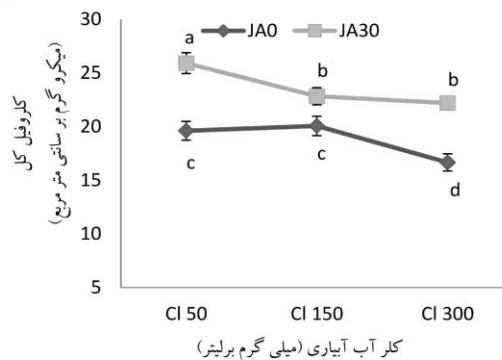 JA0 JA30
30
25
20
15
10
5
a
b
b
c
c
d
کلروفیل کل
(میکرو گرم بر سانتی متر مربع)
Cl 50 Cl 150 Cl 300
کلر آب آبیاری (میلی گرم برلیتر)